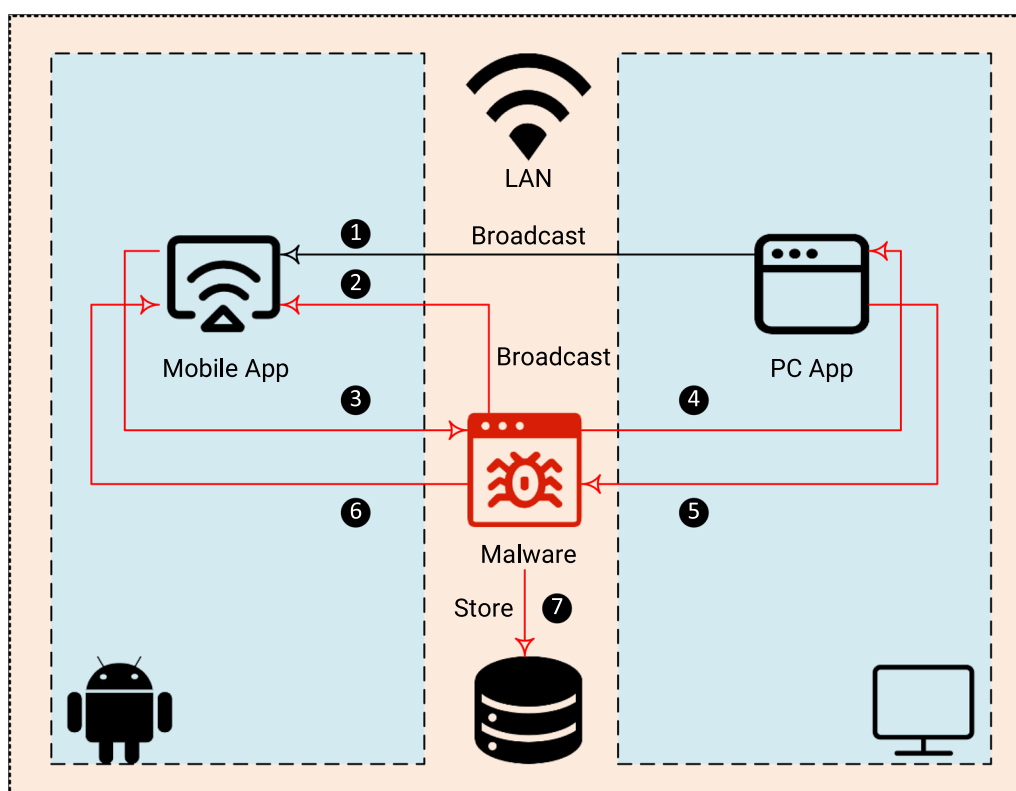 LAN
1
Broadcast
2
Mobile App
Broadcast
PC App
3
4
6
5
Malware
Store
7